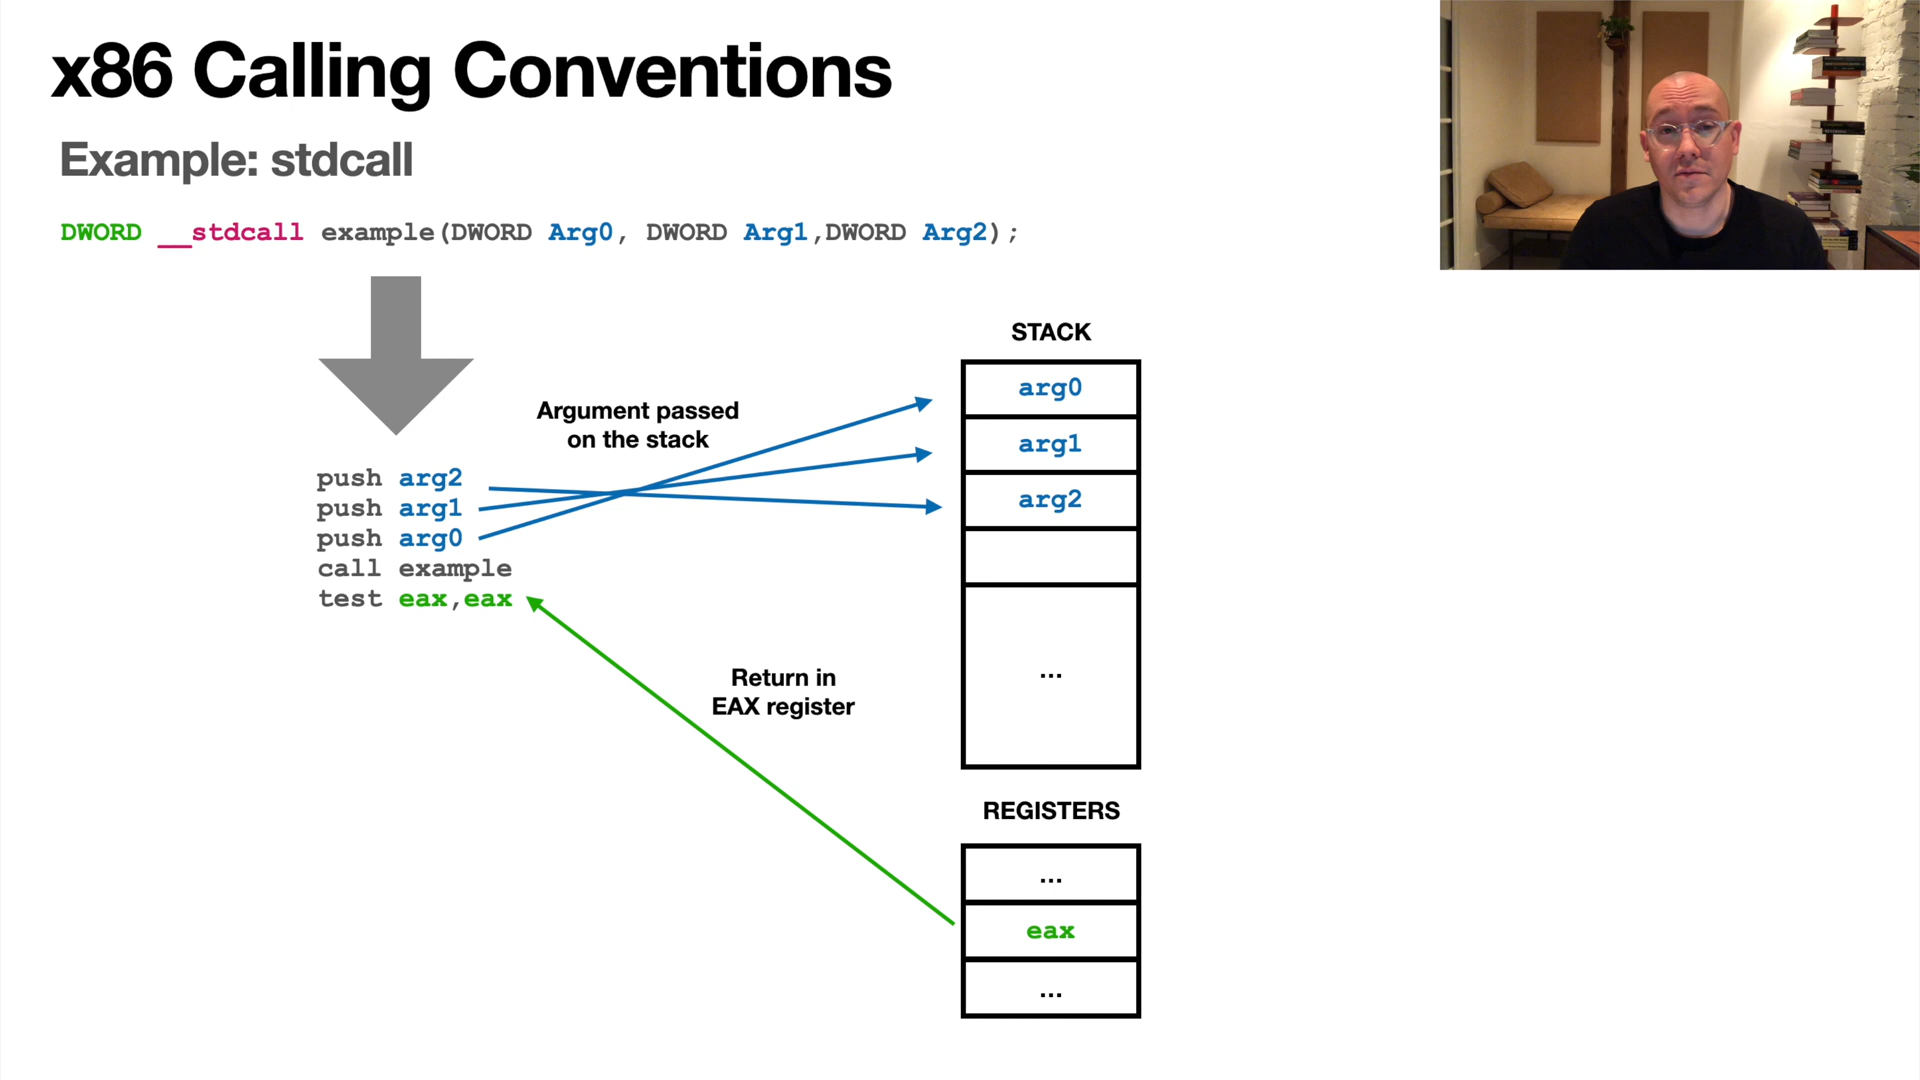 x86 Calling Conventions
Example: stdcall
DWORD __stdcall example(DWORD Arg0, DWORD Arg1,DWORD Arg2);
Argument passed
on the stack
push arg2
push arg1
push arg0
call example
test eax,eax
STACK
arg0
arg1
arg2
...
Return in
EAX register
REGISTERS
...
eax
...